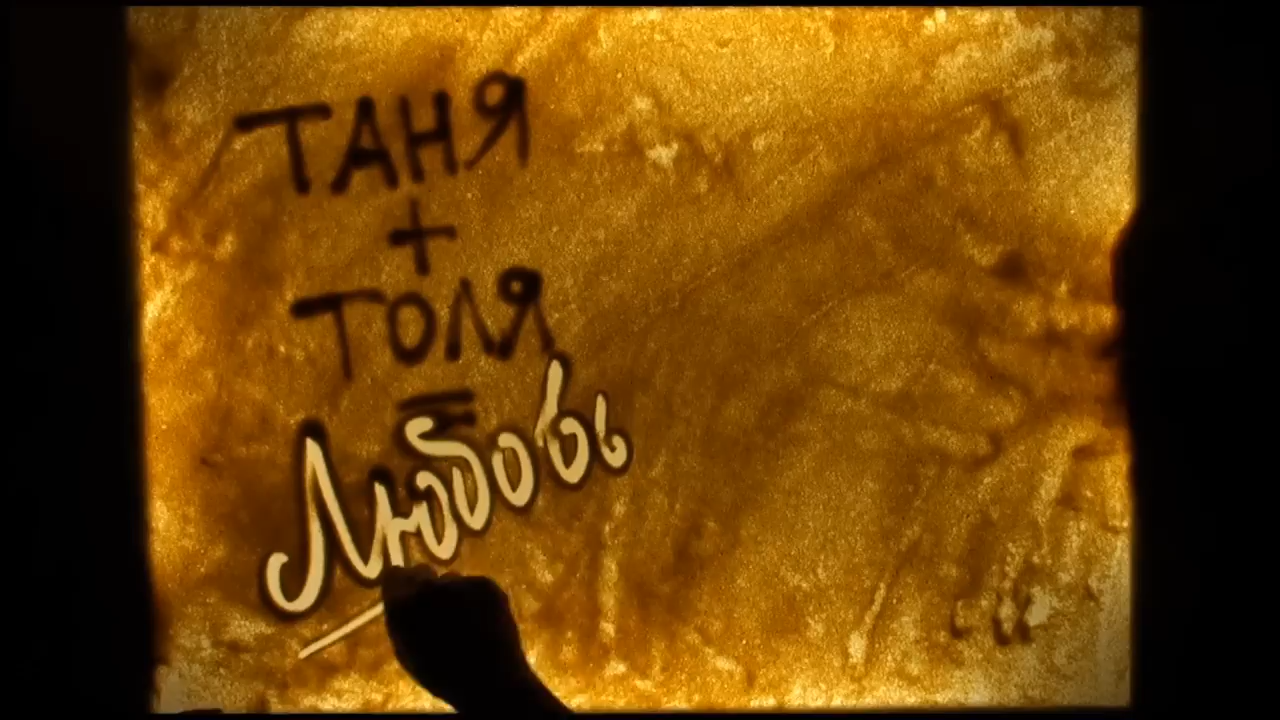 ТАНЯ
+
ТОЛЯ
=
Любовь